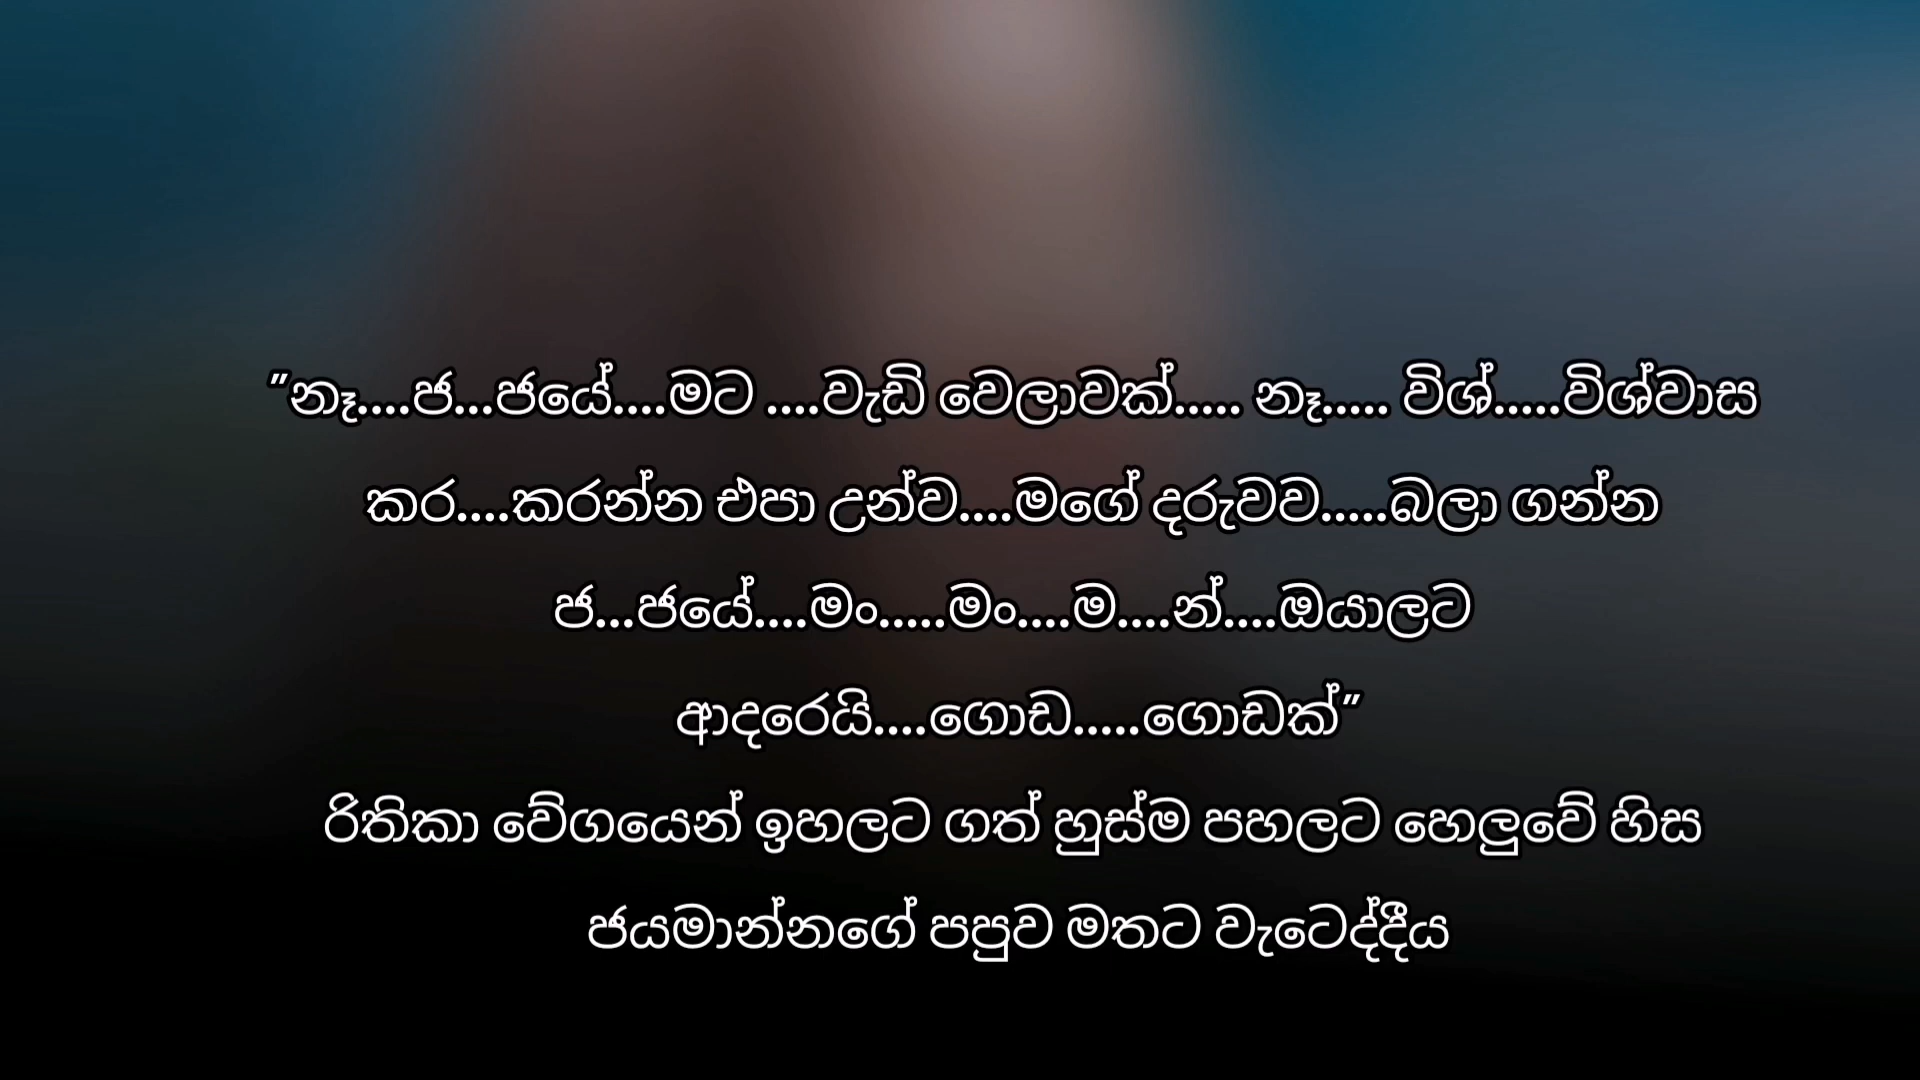 "නෑ....ජ...ජයේ....මට ....වැඩි වෙලාවක්..... නෑ..... විශ්.....විශ්වාස
කර....කරන්න එපා උන්ව....මගේ දරුවව.....බලා ගන්න
ජ...ජයේ....මං.....මං....ම....න්....ඔයාලට
ආදරෙයි....ගොඩ.....ගොඩක්"
රිතිකා වේගයෙන් ඉහලට ගත් හුස්ම පහලට හෙලුවේ හිස
ජයමාන්නගේ පපුව මතට වැටෙද්දීය